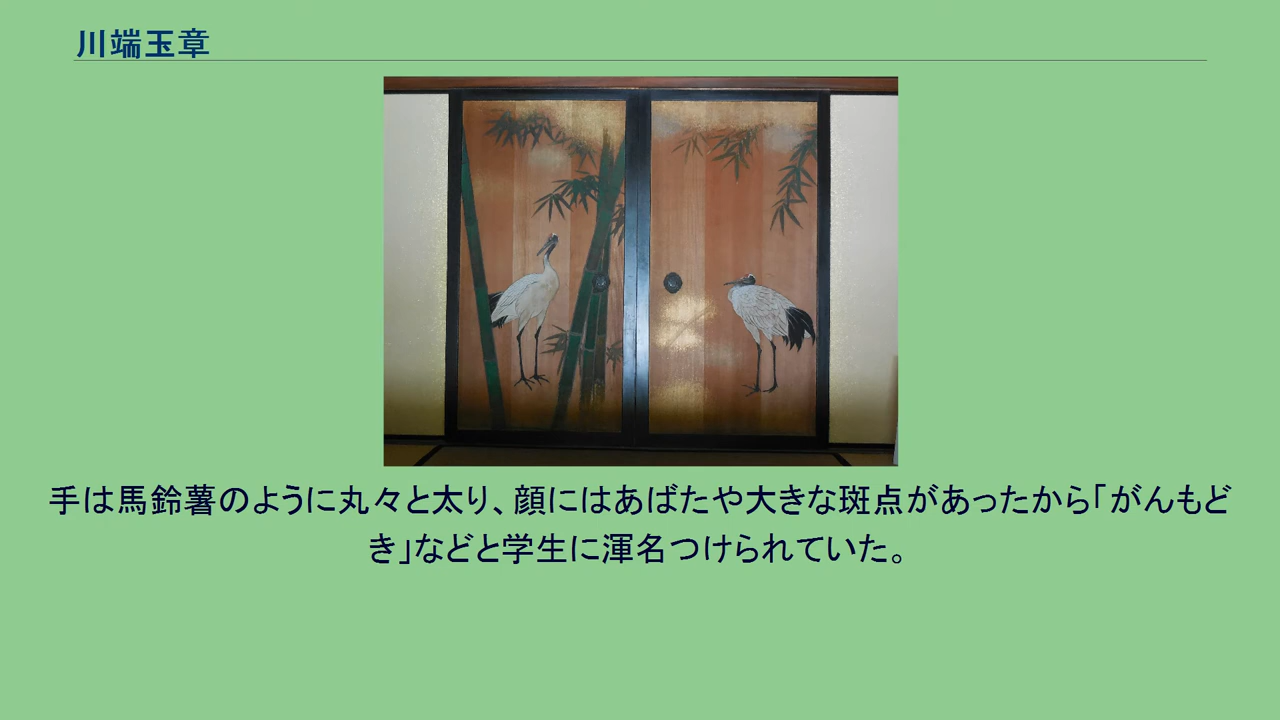 川端玉章
手は馬鈴薯のように丸々と太り、顔にはあばたや大きな斑点があったから「がんもど
き」などと学生に渾名つけられていた。